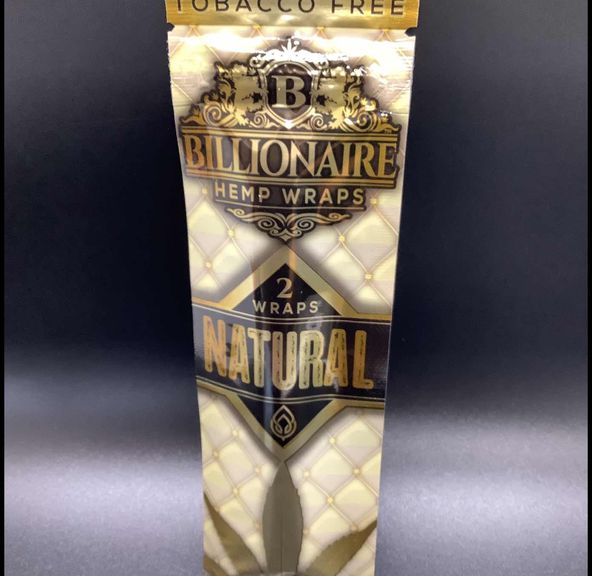 TOBACCO FREE
B
BILLIONAIRE
HEMP WRAPS
2
WRAPS
NATURAL